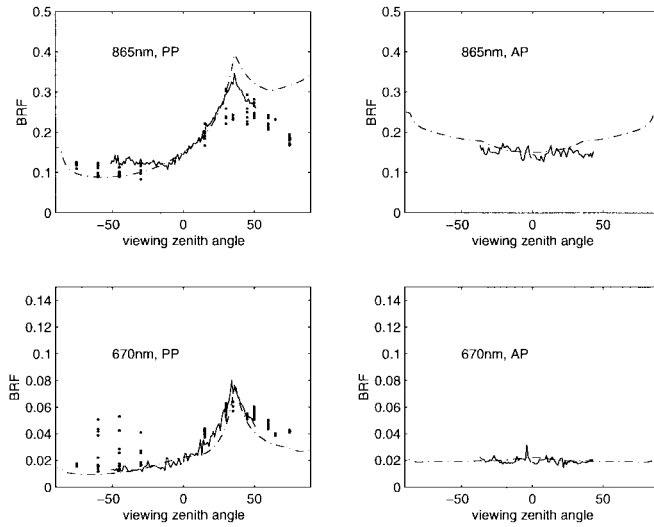 0.5
0.4
0.3
0.2
0.1
0
BRF
865nm, PP
−50 0 50
viewing zenith angle
0.5
0.4
0.3
0.2
0.1
0
BRF
865nm, AP
−50 0 50
viewing zenith angle
0.14
0.12
0.1
0.08
0.06
0.04
0.02
0
BRF
670nm, PP
−50 0 50
viewing zenith angle
0.14
0.12
0.1
0.08
0.06
0.04
0.02
0
BRF
670nm, AP
−50 0 50
viewing zenith angle